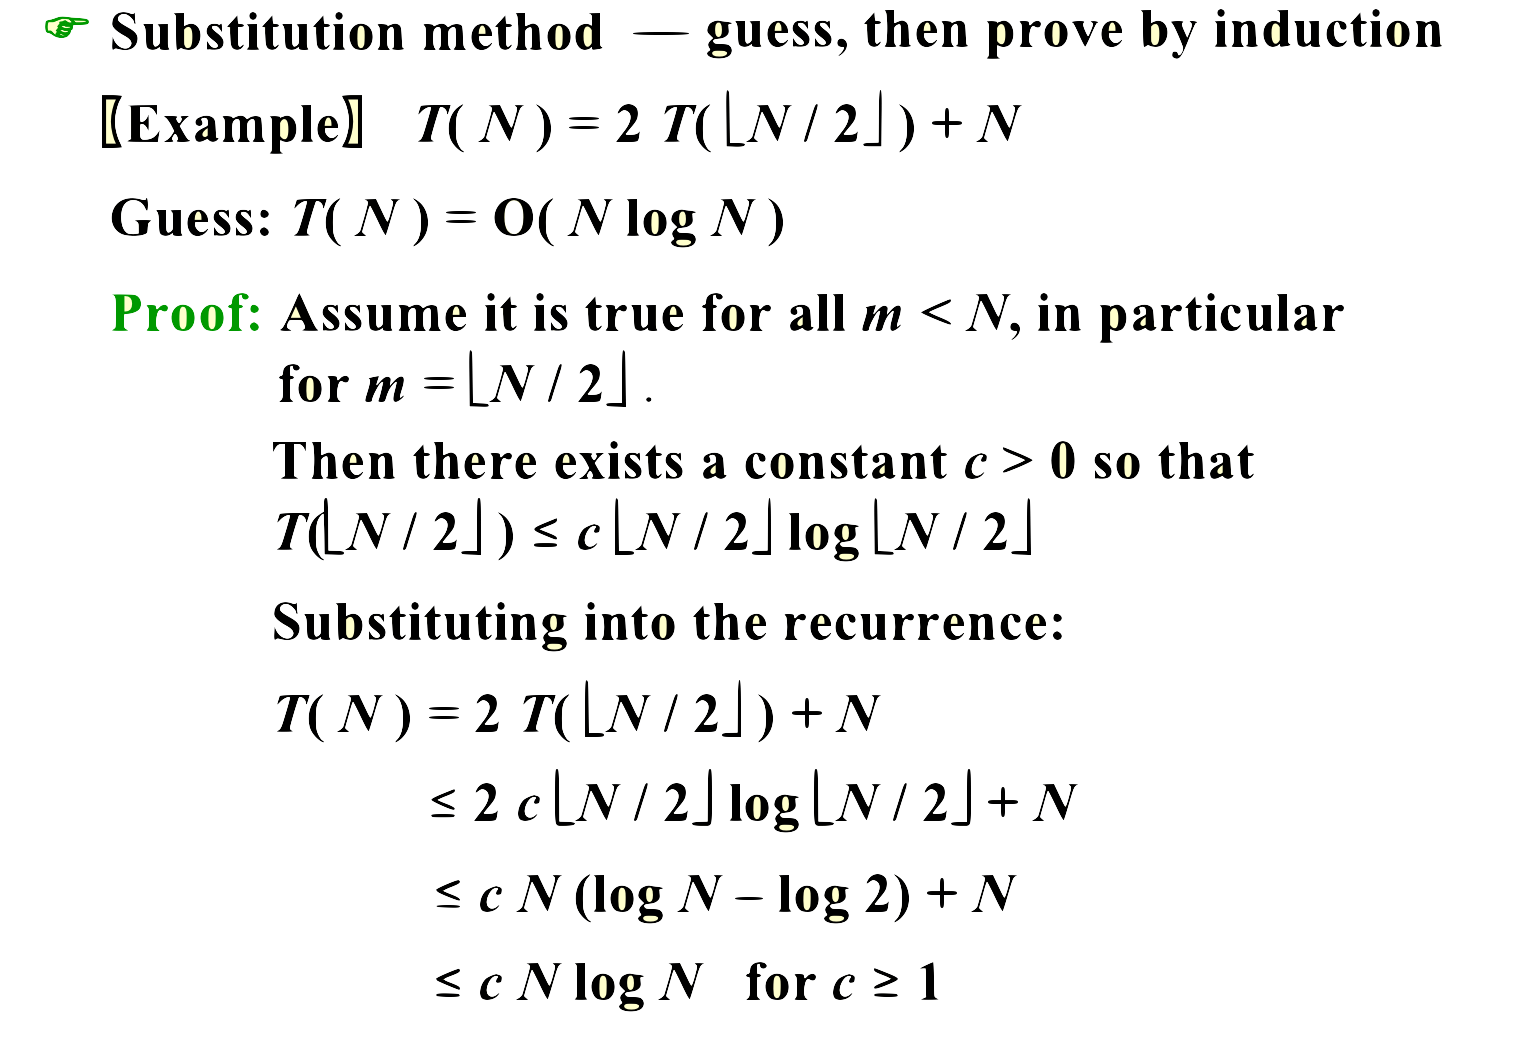 ☞ Substitution method — guess, then prove by induction
〖Example〗 T( N ) = 2 T( ⌊N / 2⌋ ) + N
Guess: T( N ) = O( N log N )
Proof: Assume it is true for all m < N, in particular
for m = ⌊N / 2⌋ .
Then there exists a constant c > 0 so that
T(⌊N / 2⌋ ) ≤ c ⌊N / 2⌋ log ⌊N / 2⌋
Substituting into the recurrence:
T( N ) = 2 T( ⌊N / 2⌋ ) + N
≤ 2 c ⌊N / 2⌋ log ⌊N / 2⌋ + N
≤ c N (log N – log 2) + N
≤ c N log N for c ≥ 1